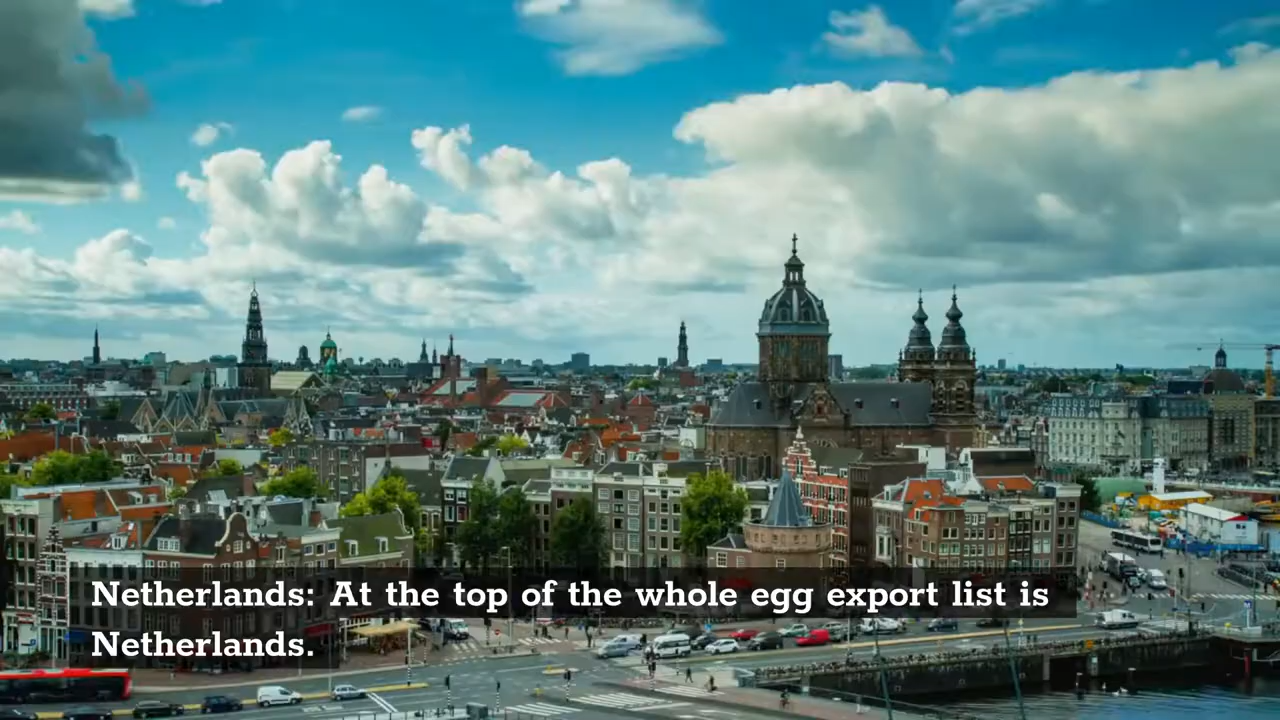 Netherlands: At the top of the whole egg export list is
Netherlands.